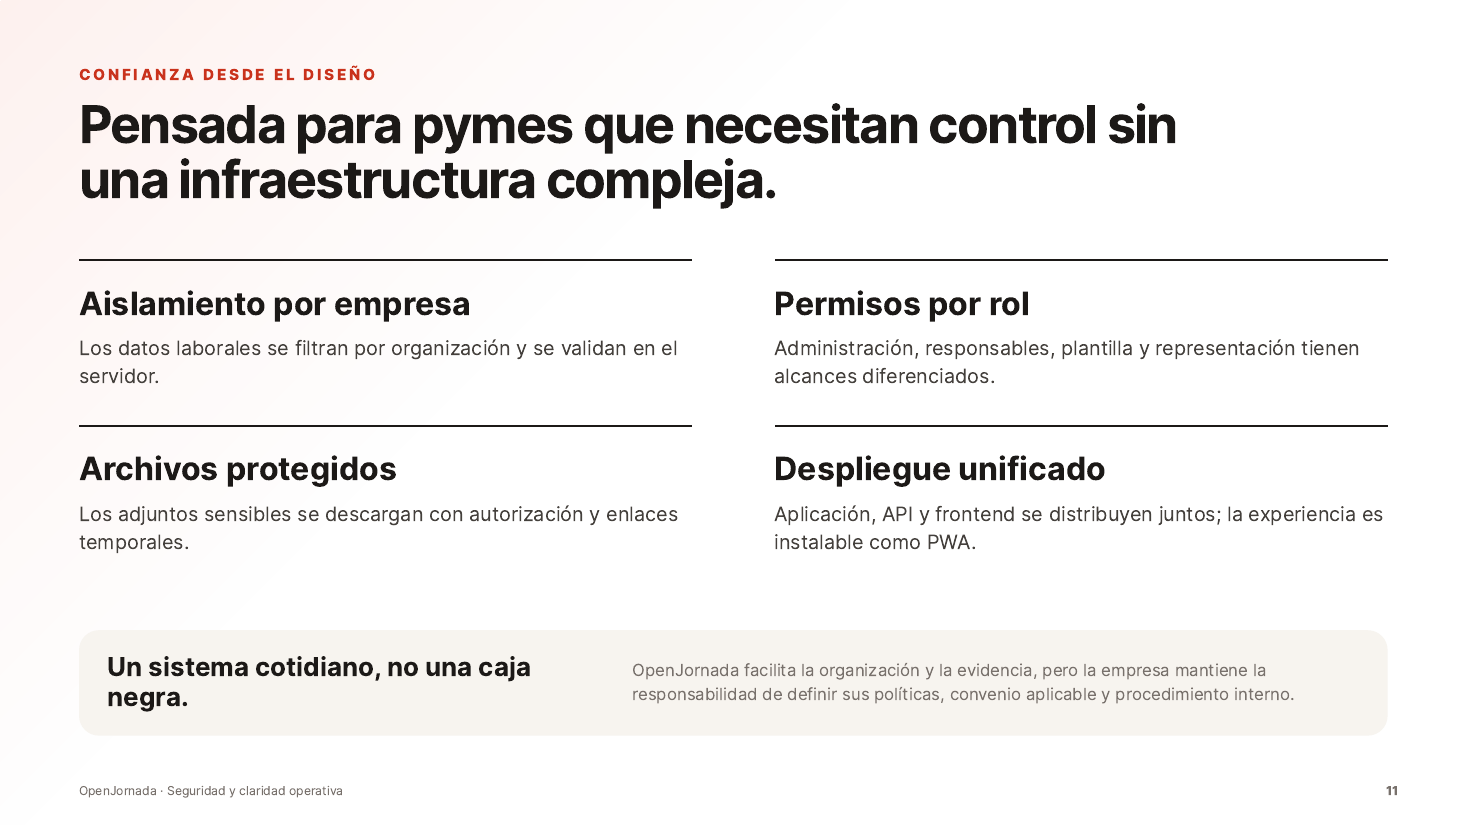 CONFIANZA DESDE EL DISEÑO
Pensada para pymes que necesitan control sin
una infraestructura compleja.
Aislamiento por empresa
Los datos laborales se filtran por organización y se validan en el
servidor.
Permisos por rol
Administración, responsables, plantilla y representación tienen
alcances diferenciados.
Archivos protegidos
Los adjuntos sensibles se descargan con autorización y enlaces
temporales.
Despliegue unificado
Aplicación, API y frontend se distribuyen juntos; la experiencia es
instalable como PWA.
Un sistema cotidiano, no una caja
negra.
OpenJornada facilita la organización y la evidencia, pero la empresa mantiene la
responsabilidad de definir sus políticas, convenio aplicable y procedimiento interno.
OpenJornada · Seguridad y claridad operativa
11